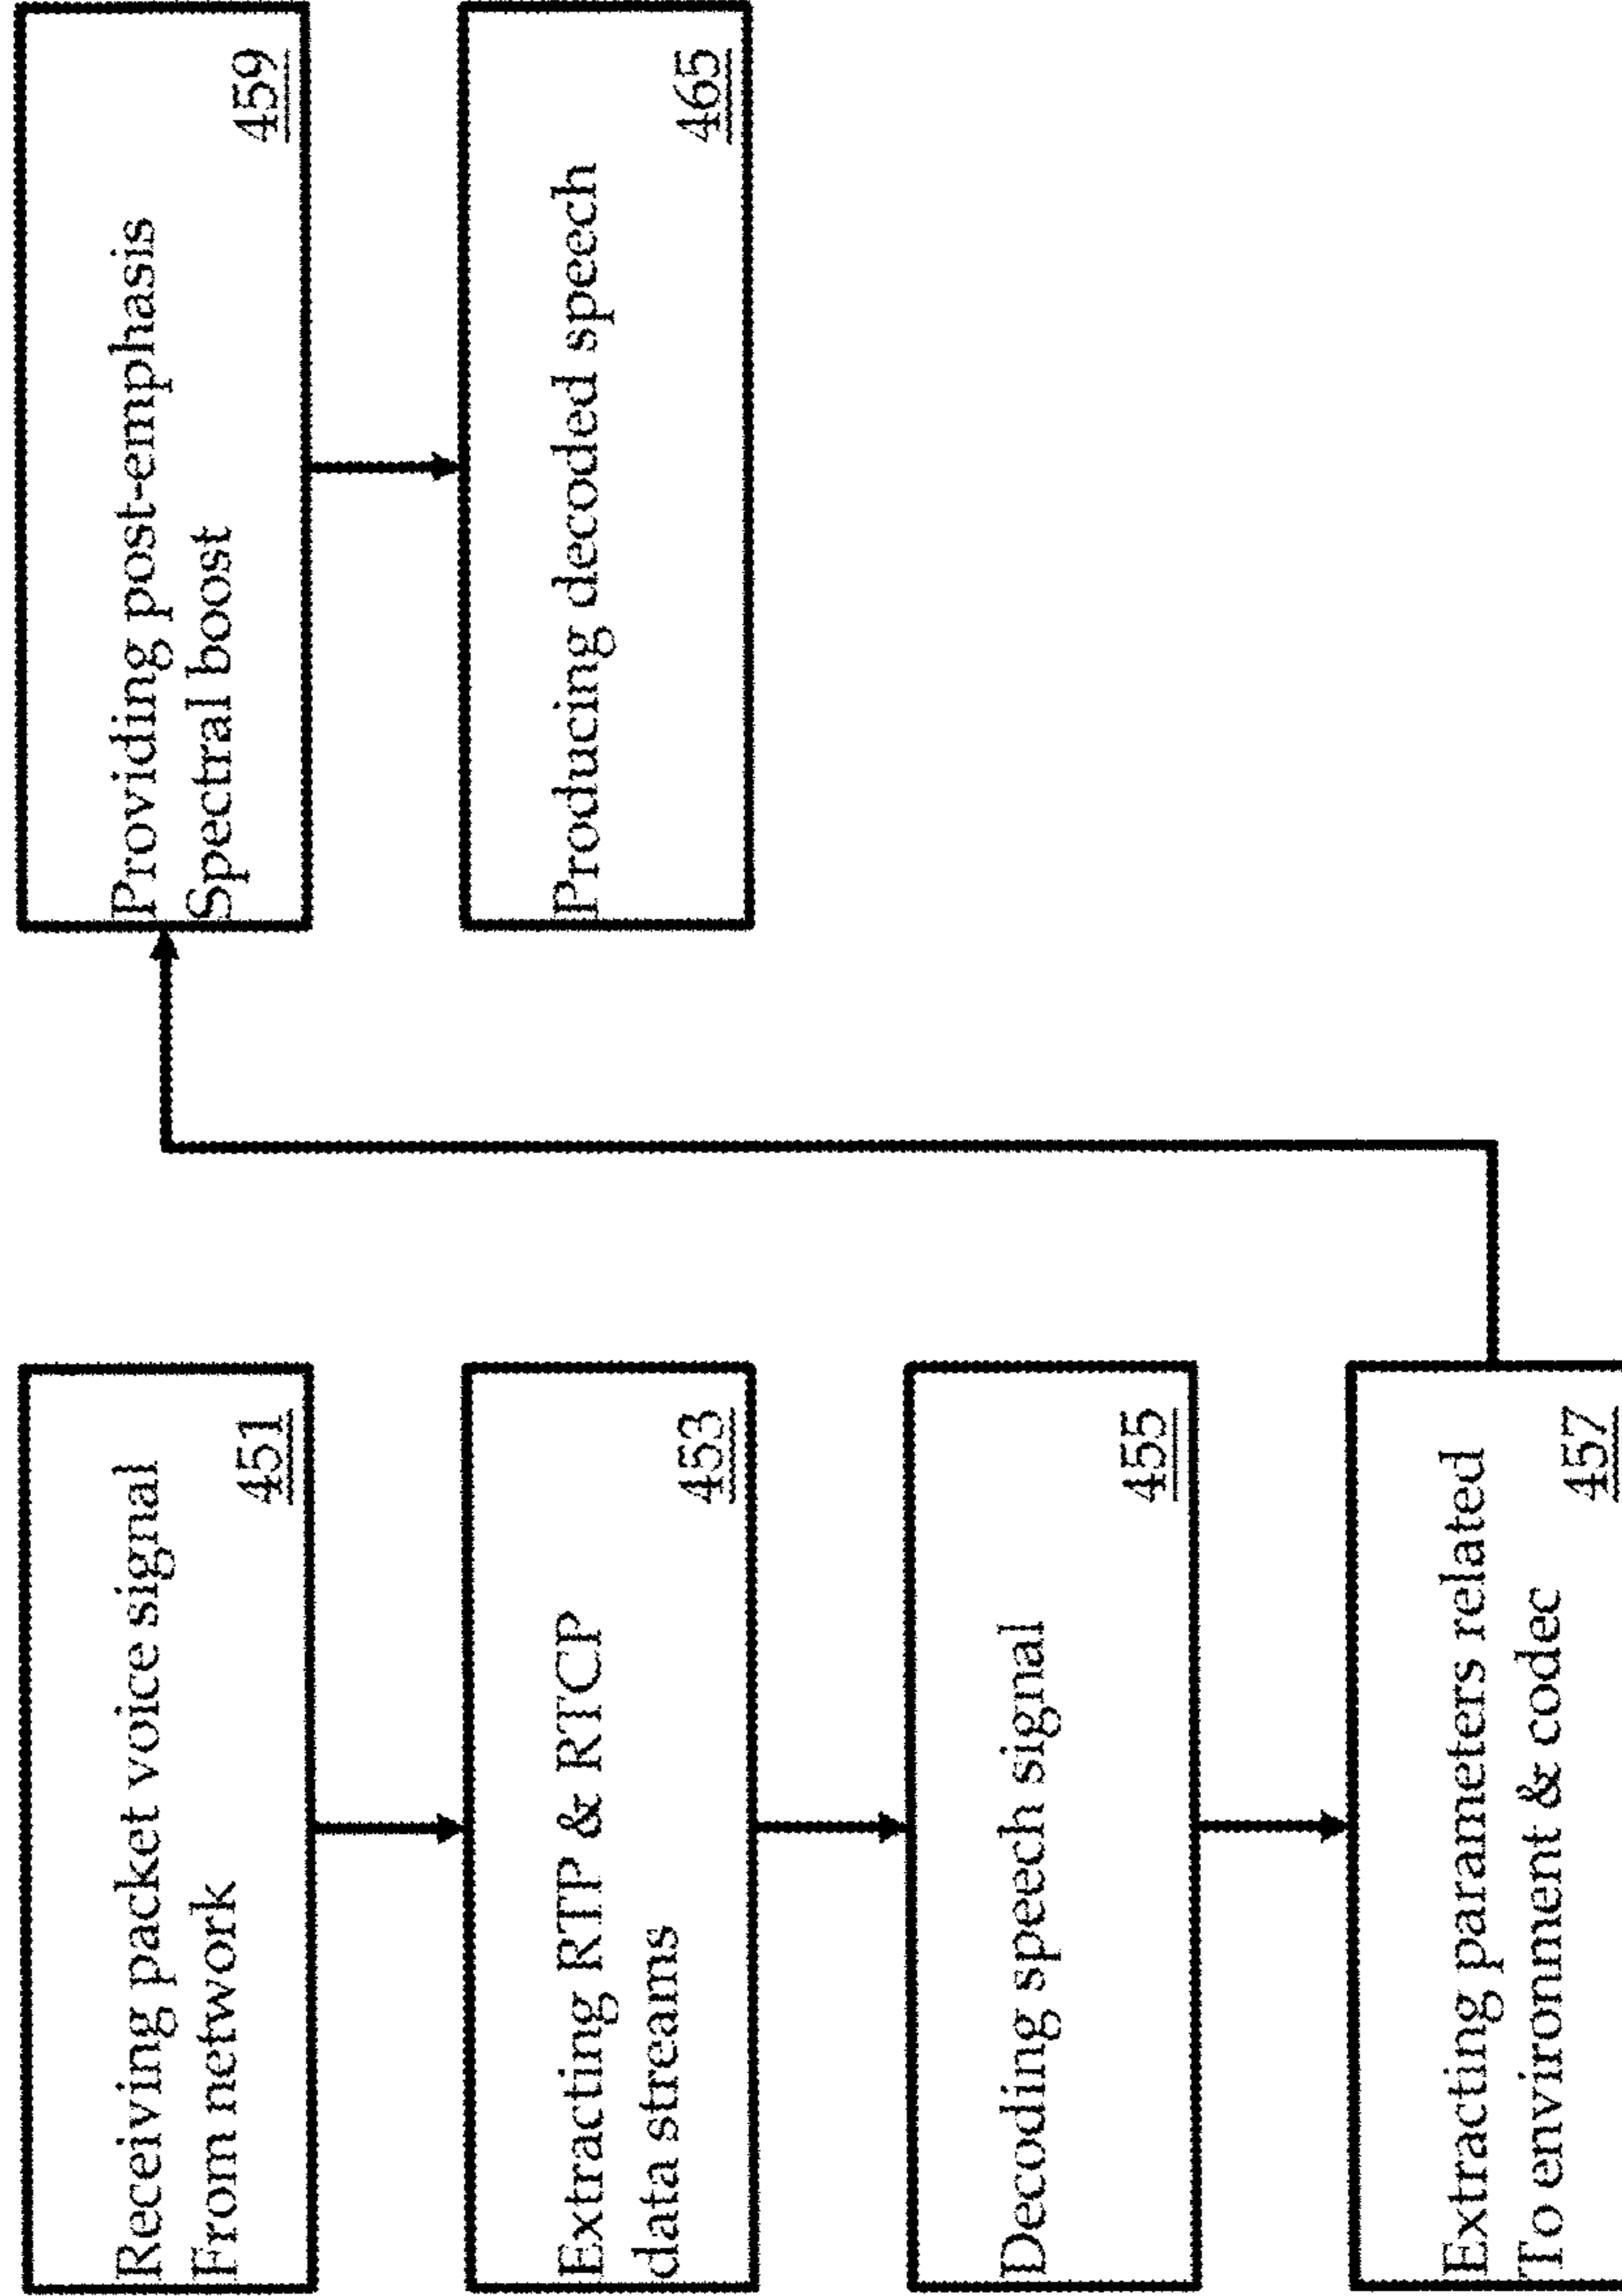 Receiving packet voice signal
From network
451
Extracting RTP & RTCP
data streams
453
Decoding speech signal
455
Extracting parameters related
To environment & codec
457
Providing post-emphasis
Spectral boost
459
Producing decoded speech
465